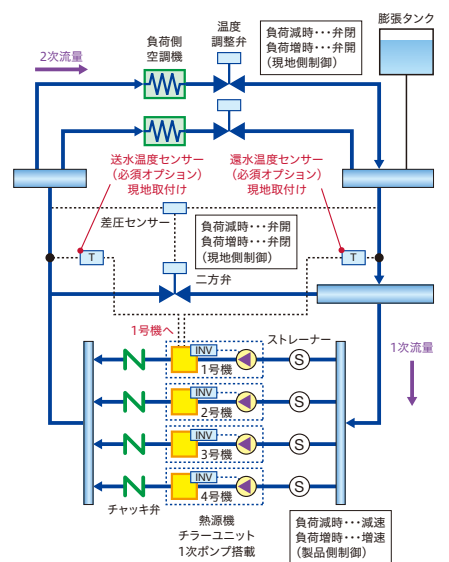 膨張タンク
負荷側
空調機
温度
調整弁
負荷減時・・・弁閉
負荷増時・・・弁開
（現地側制御）
2次流量
送水温度センサー
（必須オプション）
現地取付け
還水温度センサー
（必須オプション）
現地取付け
差圧センサー
負荷減時・・・弁開
負荷増時・・・弁閉
（現地側制御）
T
T
二方弁
1号機へ
ストレーナー
1次流量
INV
S
1号機
INV
S
2号機
INV
S
3号機
INV
S
4号機
チャッキ弁
熱源機
チラーユニット
1次ポンプ搭載
負荷減時・・・減速
負荷増時・・・増速
（製品側制御）